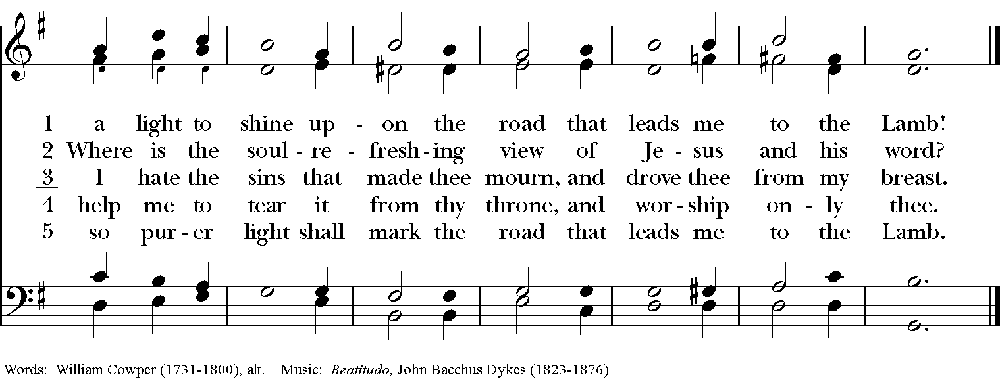 1 a light to shine up - on the road that leads me to the Lamb!
2 Where is the soul - re - fresh - ing view of Je - sus and his word?
3 I hate the sins that made thee mourn, and drove thee from my breast.
4 help me to tear it from thy throne, and wor - ship on - ly thee.
5 so pur - er light shall mark the road that leads me to the Lamb.
Words: William Cowper (1731-1800), alt. Music: Beatitudo, John Bacchus Dykes (1823-1876)